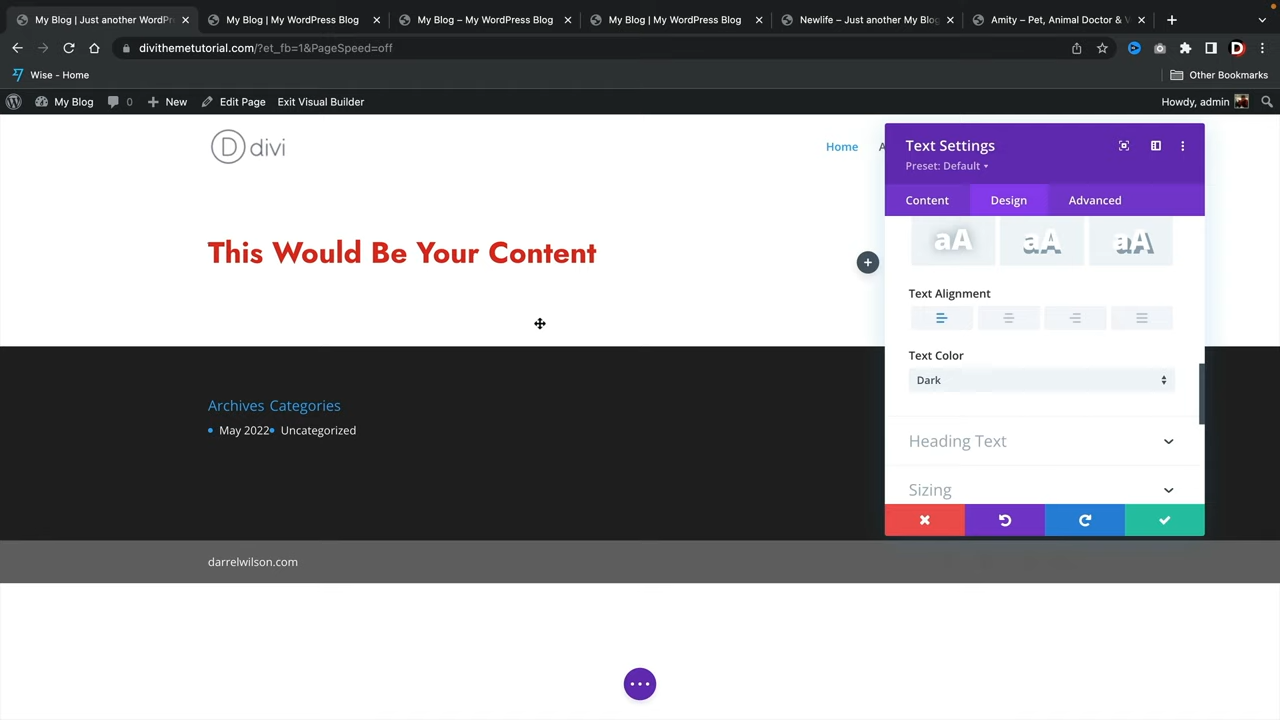 My Blog | Just another WordPr
My Blog | My WordPress Blog
My Blog – My WordPress Blog
My Blog | My WordPress Blog
Newlife – Just another My Blog
Amity – Pet, Animal Doctor &
divithemetutorial.com/?et_fb=1&PageSpeed=off
D
Wise - Home
Other Bookmarks
My Blog
0
New
Edit Page
Exit Visual Builder
Howdy, admin
D divi
Home
A
Text Settings
Preset: Default
Content
Design
Advanced
aA
aA
aA
This Would Be Your Content
Text Alignment
Text Color
Dark
Archives Categories
May 2022
Uncategorized
Heading Text
Sizing
darrelwilson.com